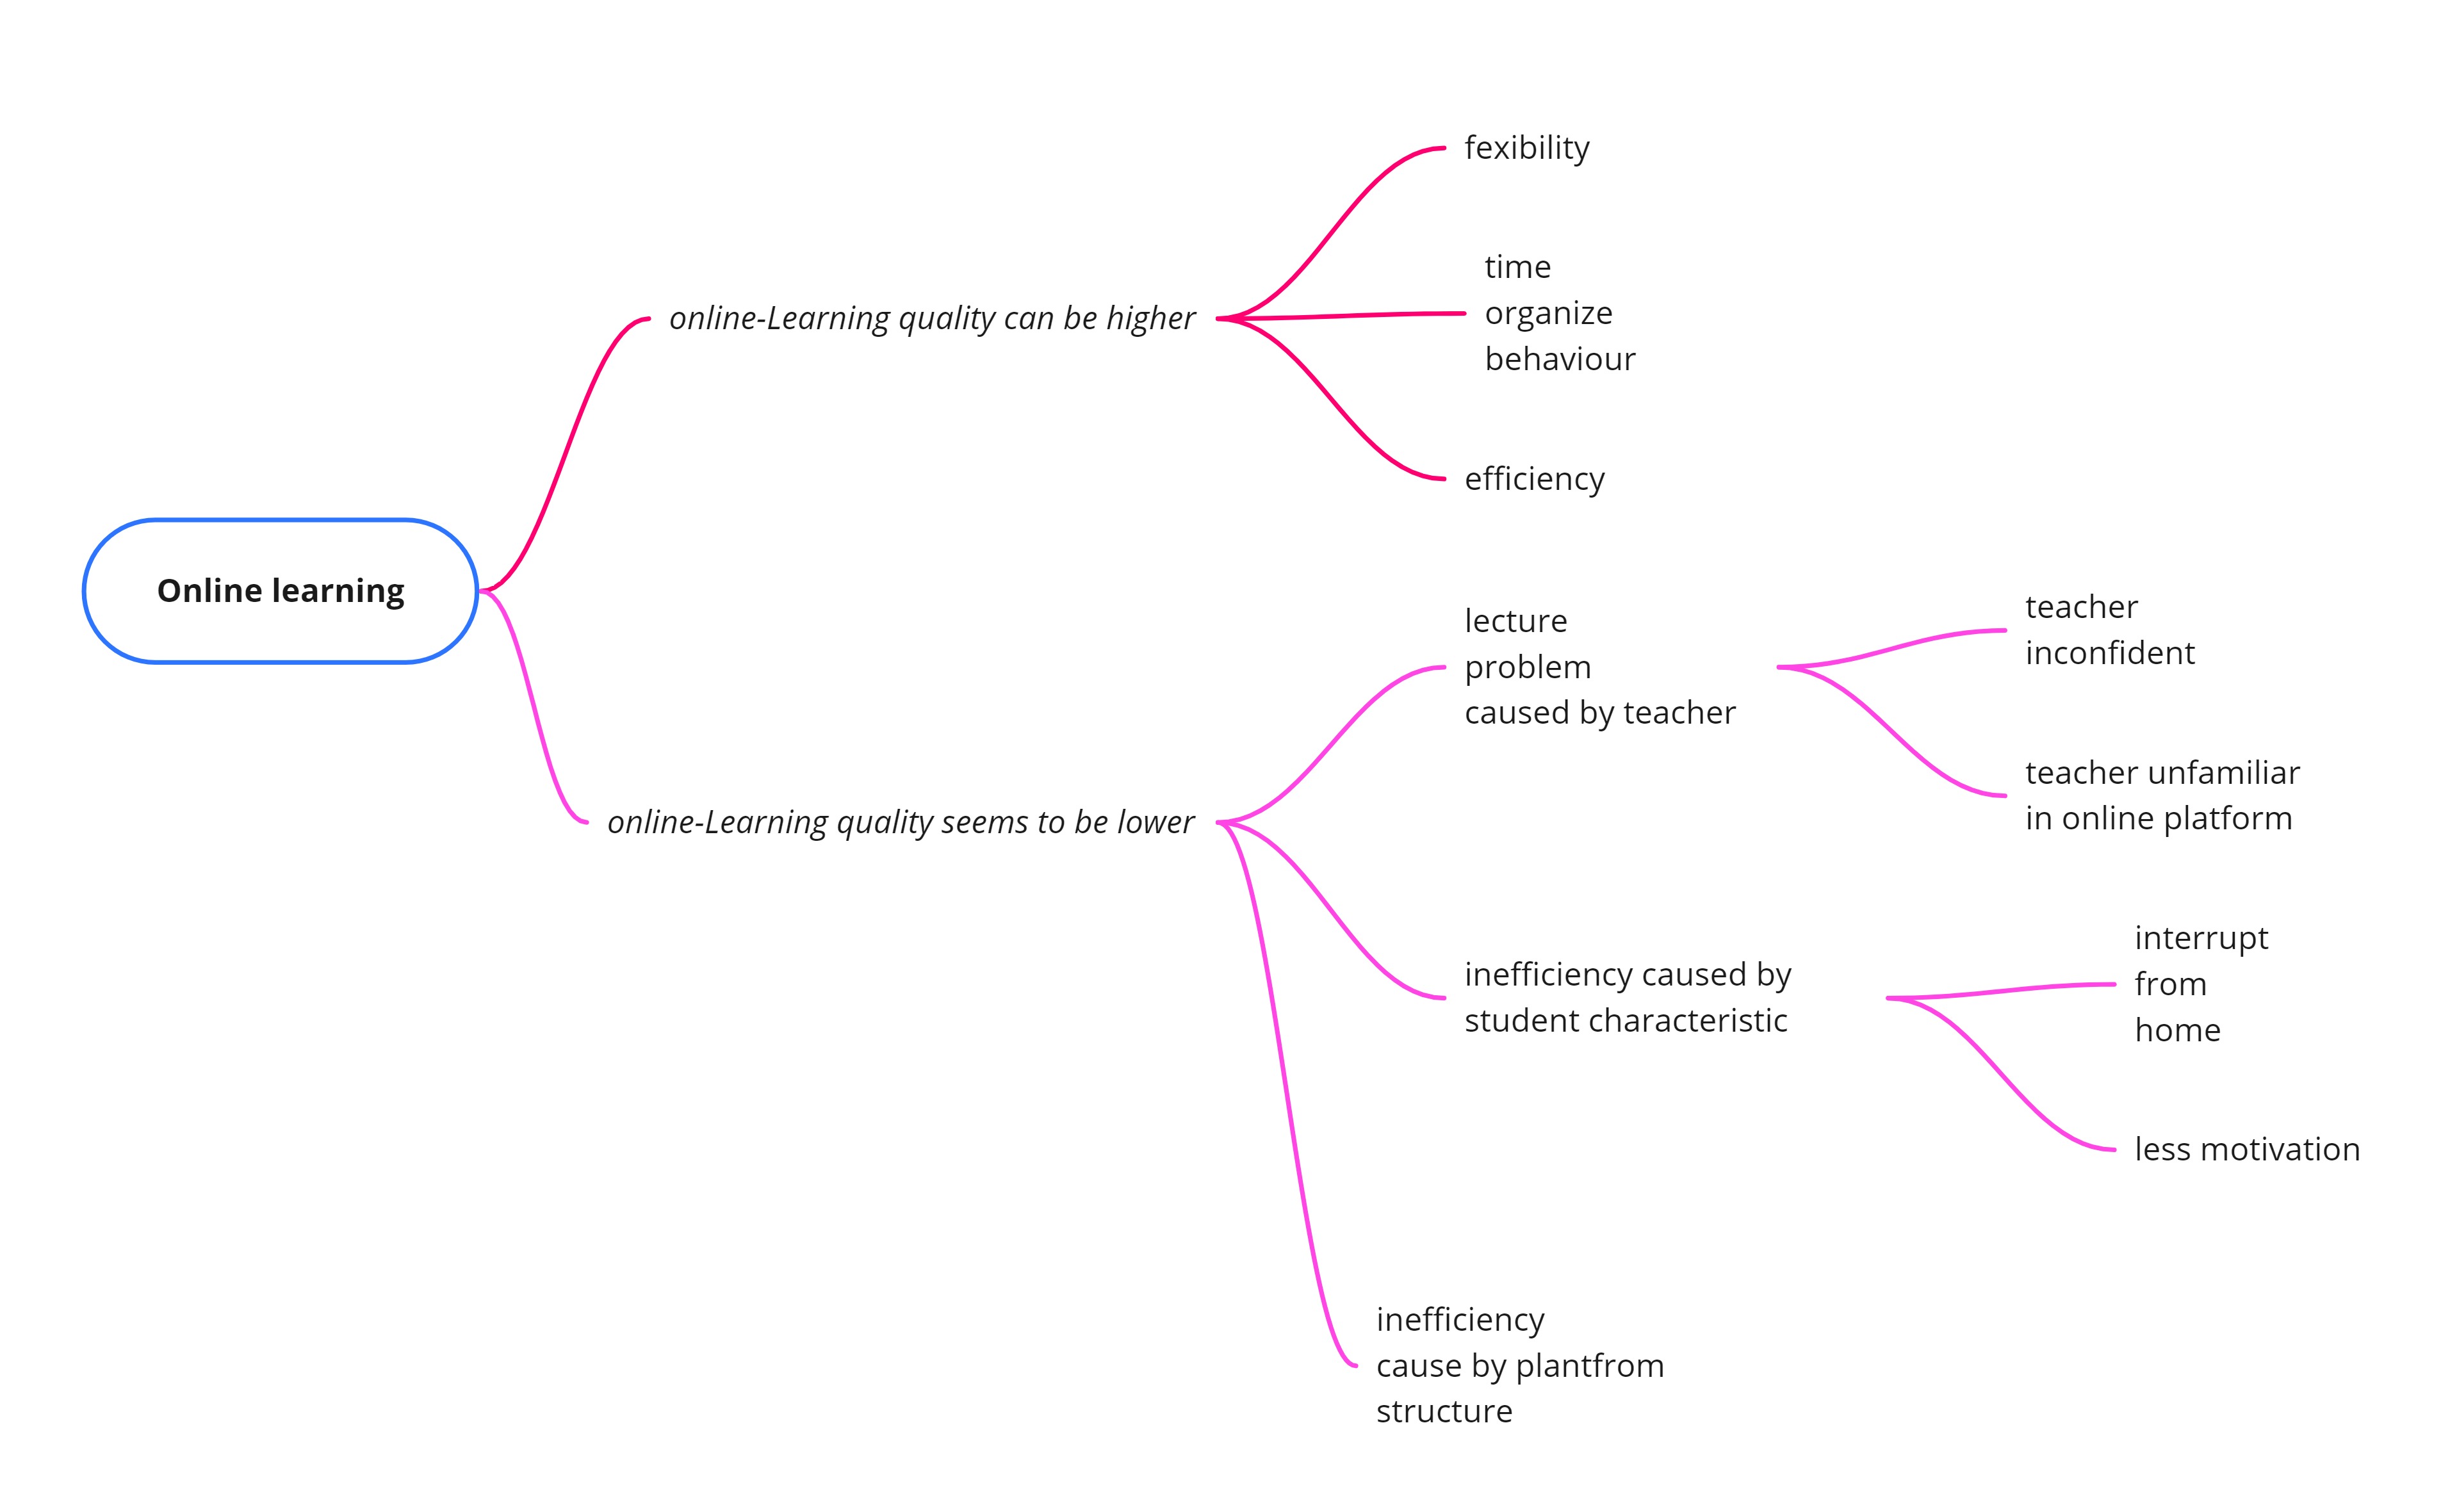 fexibility
time
organize
behaviour
online-Learning quality can be higher
efficiency
Online learning
lecture
problem
caused by teacher
teacher
inconfident
teacher unfamiliar
in online platform
online-Learning quality seems to be lower
inefficiency caused by
student characteristic
interrupt
from
home
less motivation
inefficiency
cause by plantfrom
structure